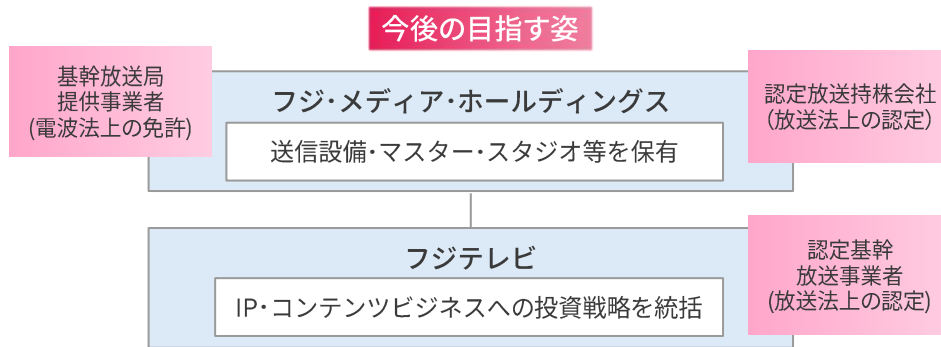 今後の目指す姿
基幹放送局
提供事業者
(電波法上の免許)
フジ･メディア･ホールディングス
送信設備･マスター･スタジオ等を保有
認定放送持株会社
(放送法上の認定)
フジテレビ
IP･コンテンツビジネスへの投資戦略を統括
認定基幹
放送事業者
(放送法上の認定)